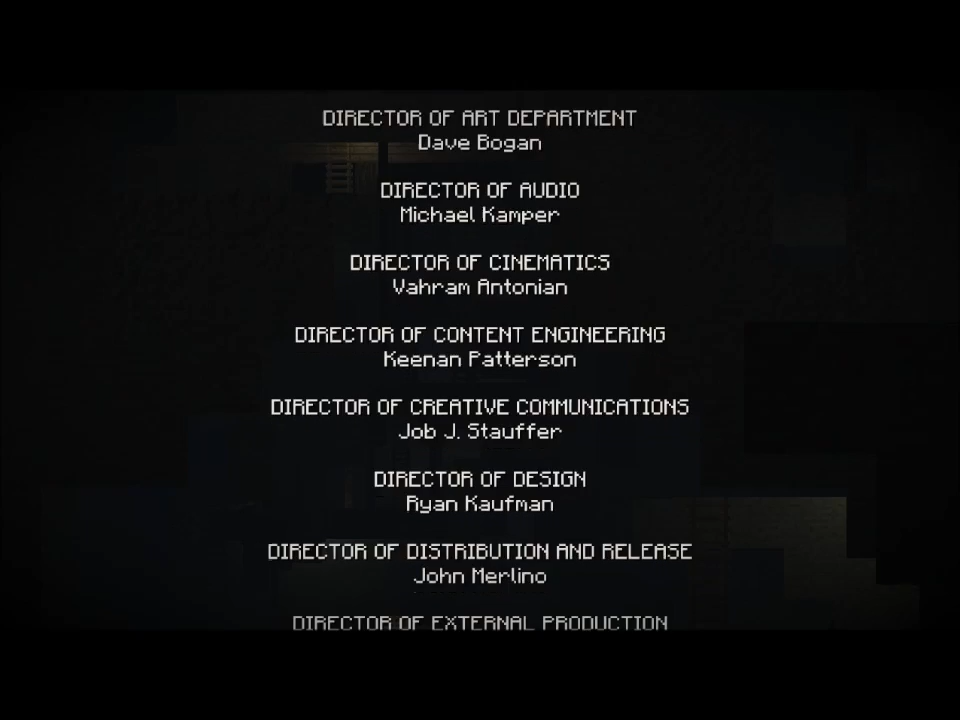 DIRECTOR OF ART DEPARTMENT
Dave Bogan
DIRECTOR OF AUDIO
Michael Kamper
DIRECTOR OF CINEMATICS
Vahram Antonian
DIRECTOR OF CONTENT ENGINEERING
Keenan Patterson
DIRECTOR OF CREATIVE COMMUNICATIONS
Job J. Stauffer
DIRECTOR OF DESIGN
Ryan Kaufman
DIRECTOR OF DISTRIBUTION AND RELEASE
John Merlino
DIRECTOR OF EXTERNAL PRODUCTION